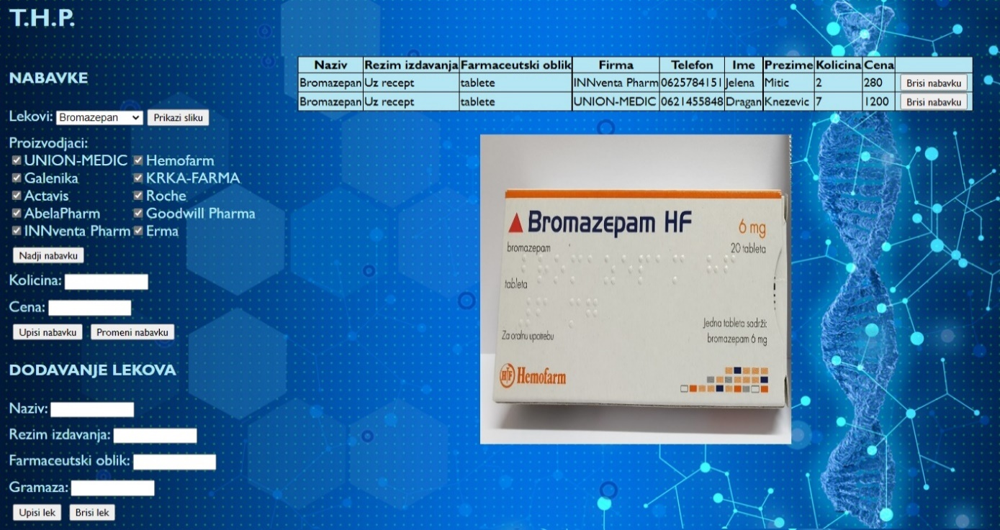 T.H.P.
NABAVKE
Lekovi: Bromazepan Prikazi sliku
Proizvodjaci:
UNION-MEDIC Hemofarm
Galenika KRKA-FARMA
Actavis Roche
AbelaPharm Goodwill Pharma
INNventa Pharm Erma
Nadji nabavku
Kolicina:
Cena:
Upisi nabavku Promeni nabavku
DODAVANJE LEKOVA
Naziv:
Rezim izdavanja:
Farmaceutski oblik:
Gramaza:
Upisi lek Brisi lek
Naziv Rezim izdavanja Farmaceutski oblik Firma Telefon Ime Prezime Kolicina Cena
Bromazepan Uz recept tablete INNventa Pharm 0625784151 Jelena Mitic 2 280 Brisi nabavku
Bromazepan Uz recept tablete UNION-MEDIC 0621455848 Dragan Knezevic 7 1200 Brisi nabavku
Bromazepam HF 6 mg
bromazepam 20 tableta
tableta
Jedna tableta sadrži:
Za oralnu upotrebu bromazepam 6 mg
HF Hemofarm